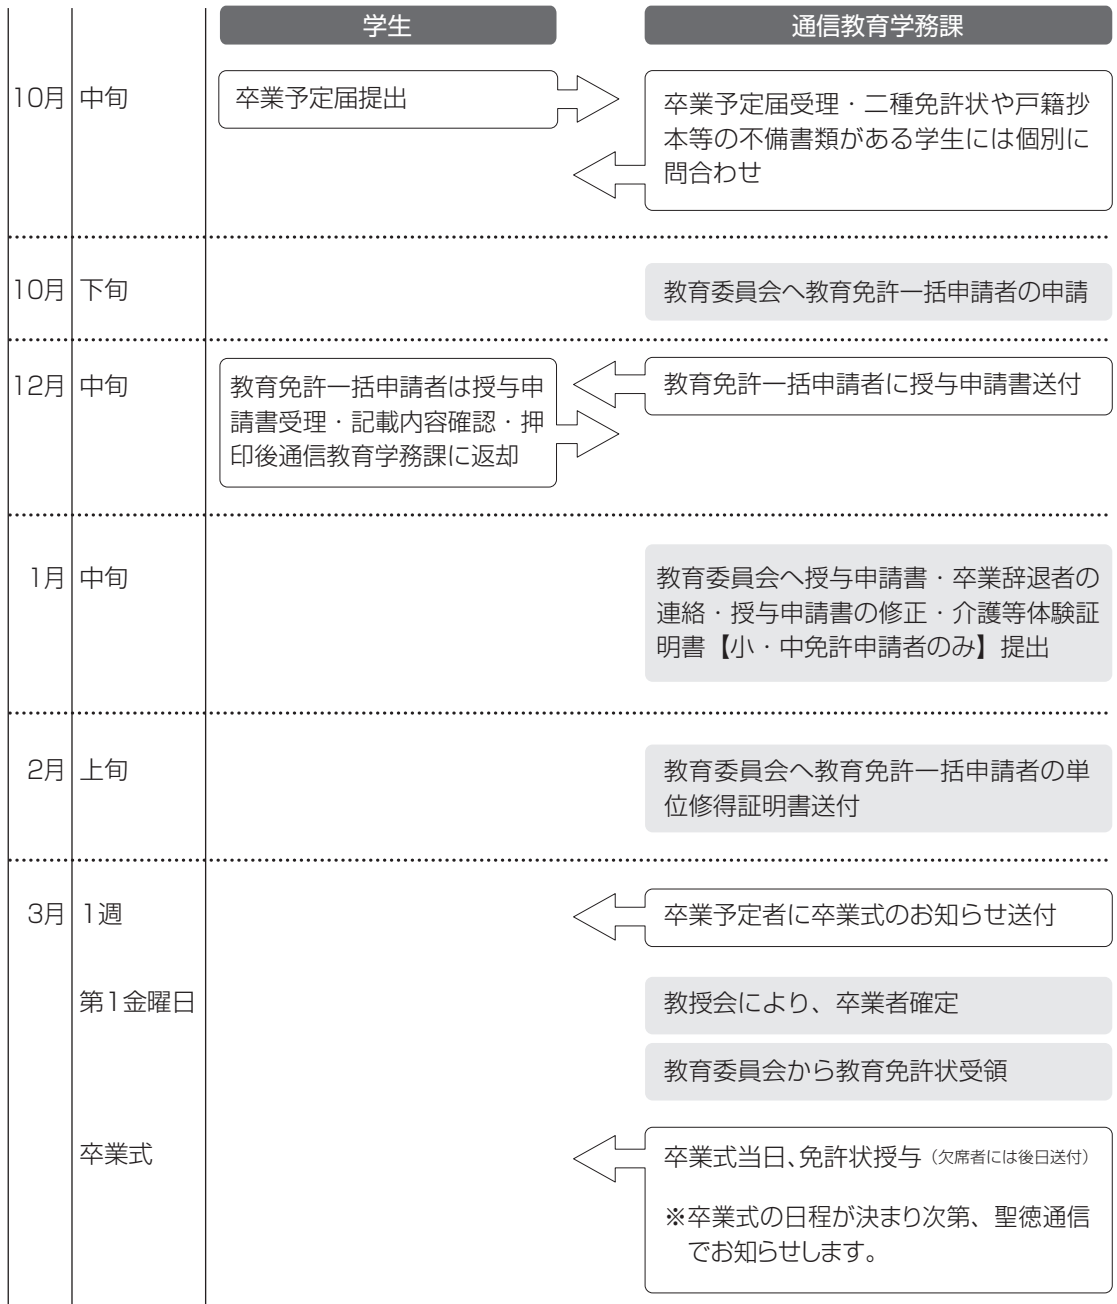 学生
通信教育学務課
10月 中旬
卒業予定届提出
卒業予定届受理・二種免許状や戸籍抄
本等の不備書類がある学生には個別に
問合わせ
10月 下旬
教育委員会へ教育免許一括申請者の申請
12月 中旬
教育免許一括申請者は授与申
請書受理・記載内容確認・押
印後通信教育学務課に返却
教育免許一括申請者に授与申請書送付
1月 中旬
教育委員会へ授与申請書・卒業辞退者の
連絡・授与申請書の修正・介護等体験証
明書【小・中免許申請者のみ】提出
2月 上旬
教育委員会へ教育免許一括申請者の単
位修得証明書送付
3月 1週
卒業予定者に卒業式のお知らせ送付
第1金曜日
教授会により、卒業者確定
教育委員会から教育免許状受領
卒業式
卒業式当日、免許状授与（欠席者には後日送付）
※卒業式の日程が決まり次第、聖徳通信
でお知らせします。